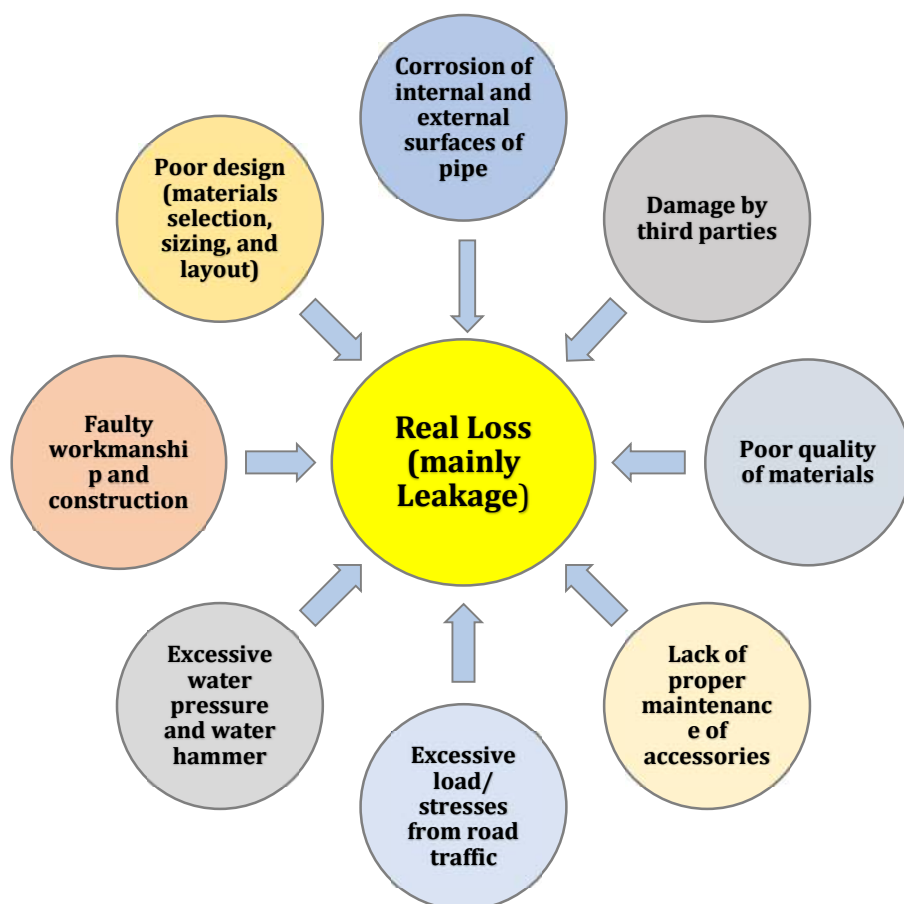 Corrosion of
internal and
external
surfaces of
pipe
Poor design
(materials
selection,
sizing, and
layout)
Damage by
third parties
Real Loss
(mainly
Leakage)
Faulty
workmanshi
p and
construction
Poor quality
of materials
Excessive
water
pressure
and water
hammer
Lack of
proper
maintenanc
e of
accessories
Excessive
load/
stresses
from road
traffic